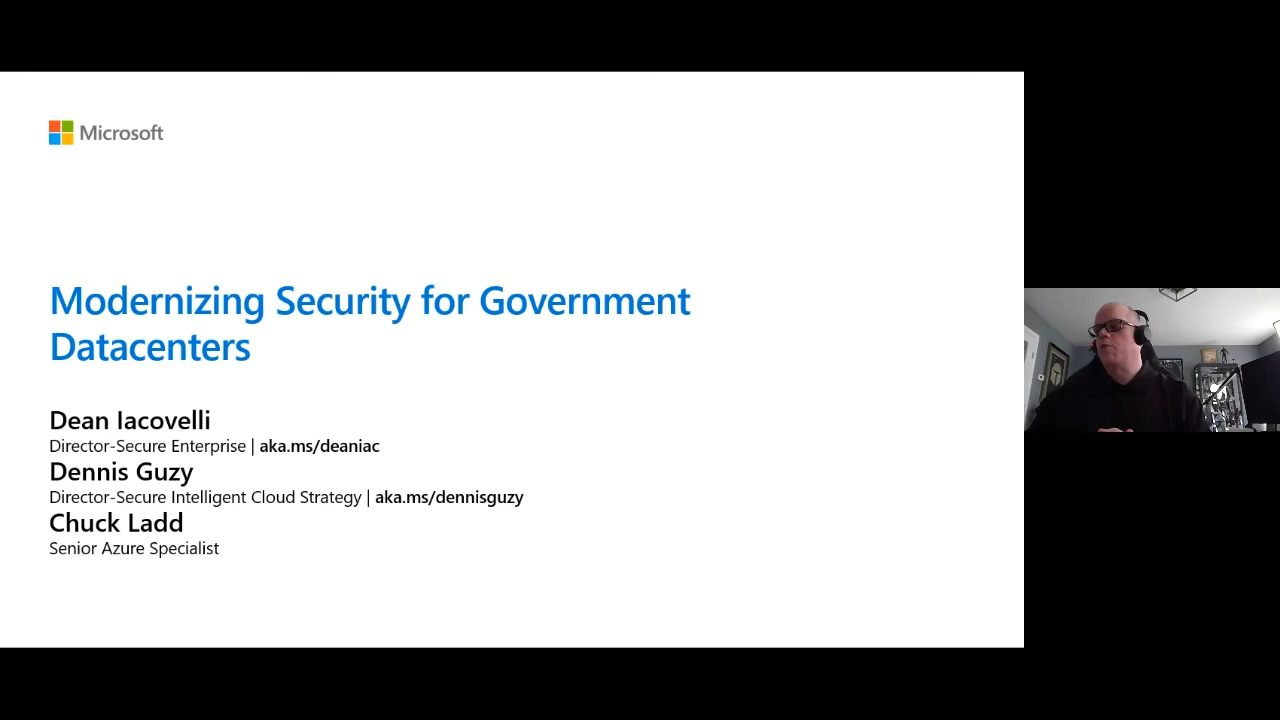 Microsoft
Modernizing Security for Government
Datacenters
Dean Iacovelli
Director-Secure Enterprise | aka.ms/deaniac
Dennis Guzy
Director-Secure Intelligent Cloud Strategy | aka.ms/dennisguzy
Chuck Ladd
Senior Azure Specialist